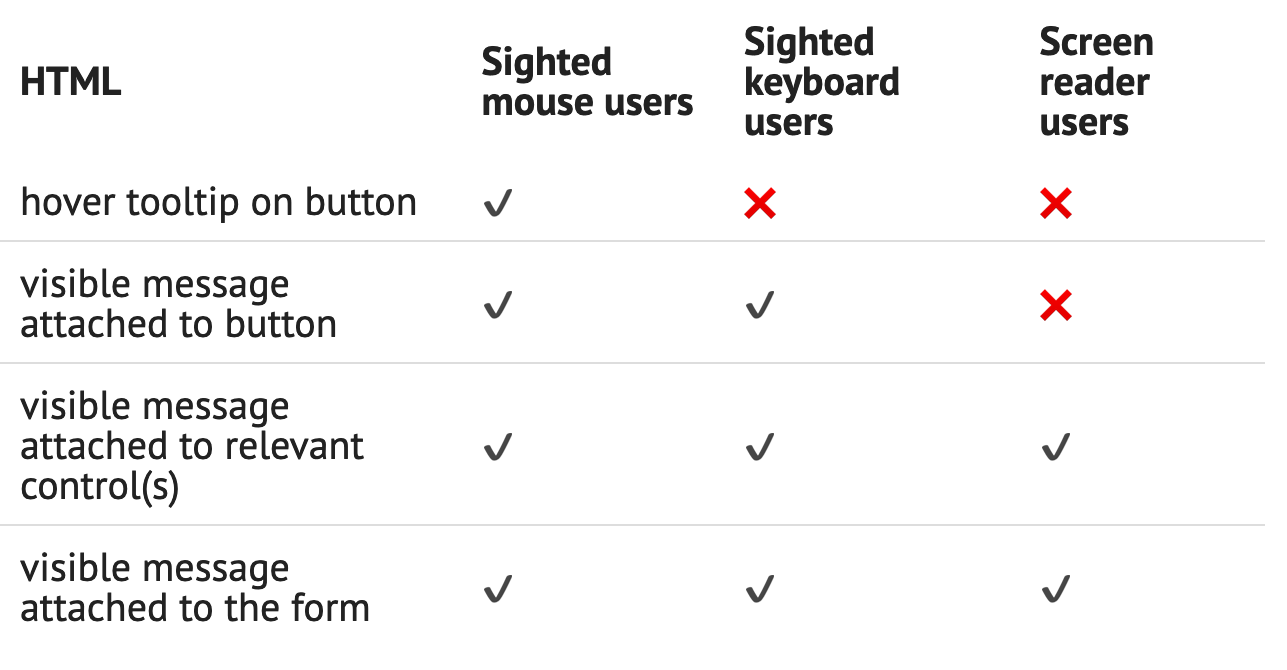 HTML
Sighted
mouse users
Sighted
keyboard
users
Screen
reader
users
hover tooltip on button ✔ ❌ ❌
visible message
attached to button ✔ ✔ ❌
visible message
attached to relevant
control(s) ✔ ✔ ✔
visible message
attached to the form ✔ ✔ ✔